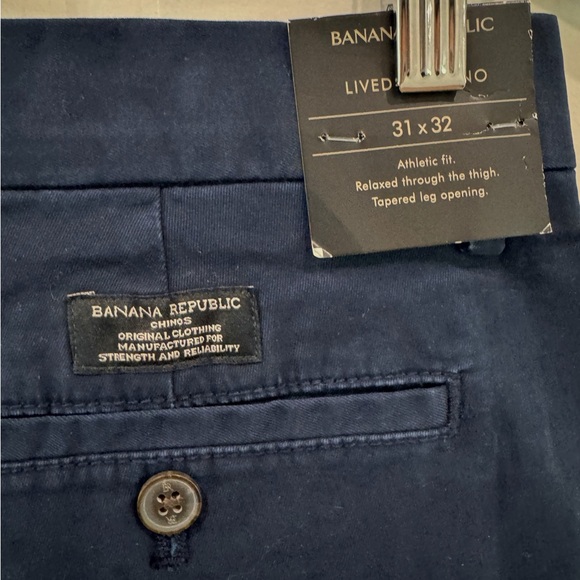 BANANA REPUBLIC
LIVED
31 x 32
Athletic fit.
Relaxed through the thigh.
Tapered leg opening.
BANANA REPUBLIC
CHINOS
ORIGINAL CLOTHING
MANUFACTURED FOR
STRENGTH AND RELIABILITY